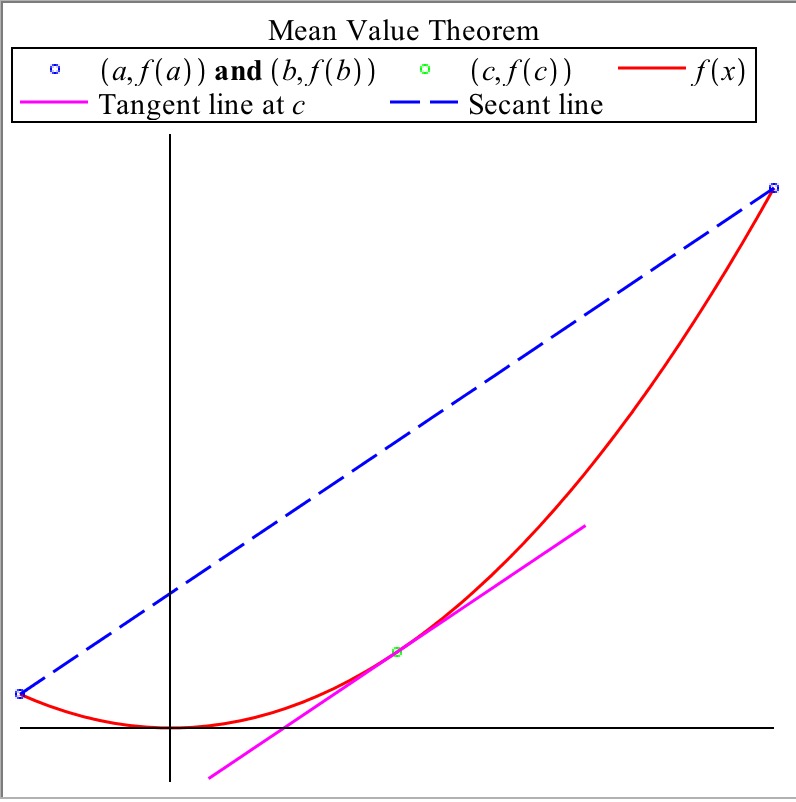 Mean Value Theorem
(a,f(a)) and (b,f(b)) (c,f(c)) f(x)
Tangent line at c Secant line